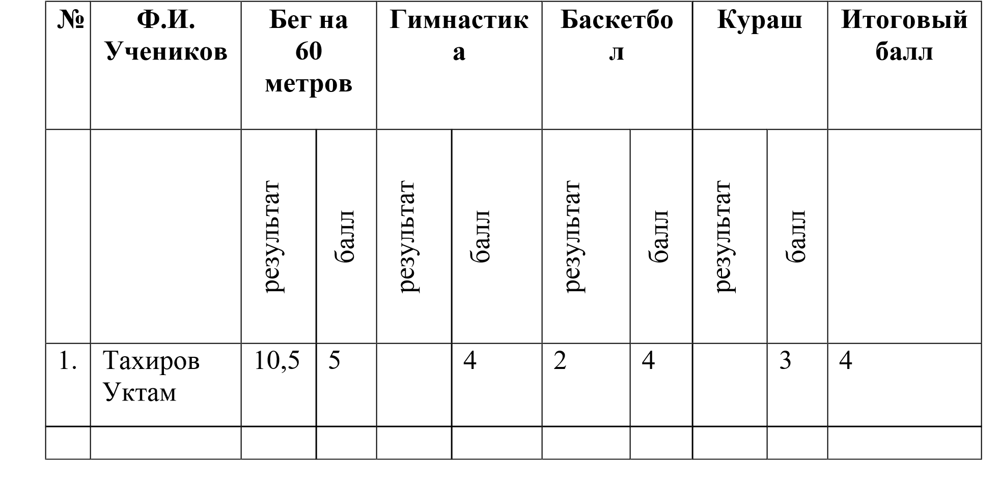 № Ф.И. Бег на Гимнастик Баскетбо Кураш Итоговый
Учеников 60 а л балл
метров
результат балл результат балл результат балл результат балл
1. Тахиров 10,5 5 4 2 4 3 4
Уктам